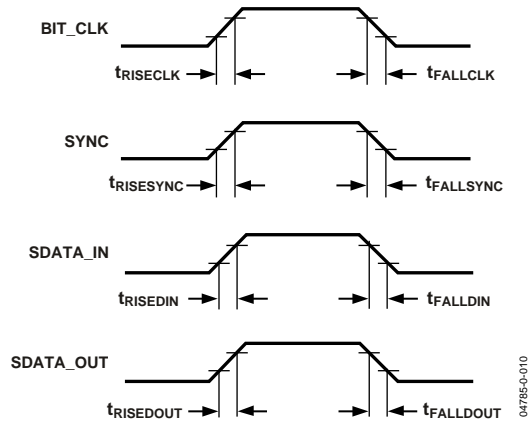 BIT_CLK
tRISECLK
tFALLCLK
SYNC
tRISESYNC
tFALLSYNC
SDATA_IN
tRISEDIN
tFALLDIN
SDATA_OUT
tRISEDOUT
tFALLDOUT
04785-0-010